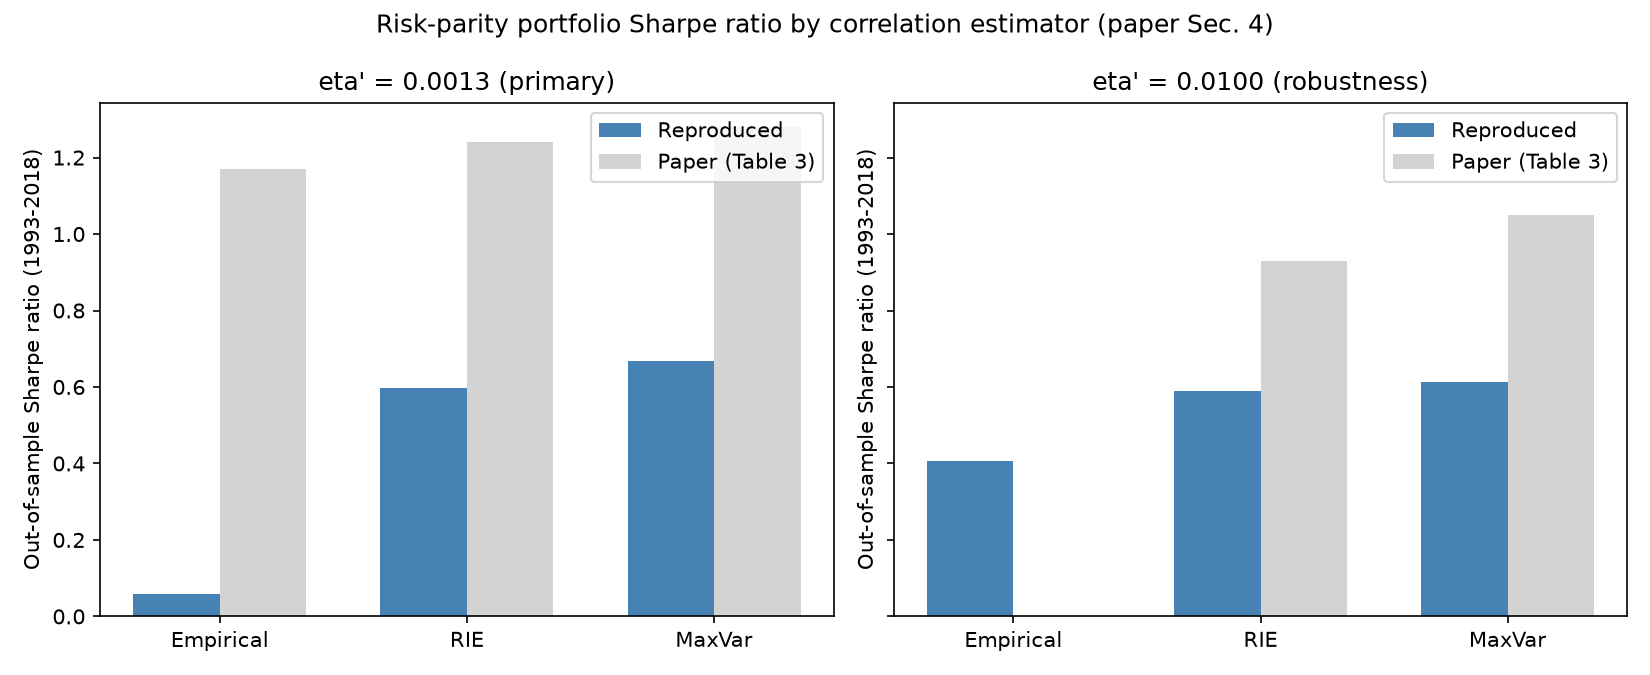 Risk-parity portfolio Sharpe ratio by correlation estimator (paper Sec. 4)
eta' = 0.0013 (primary)
Out-of-sample Sharpe ratio (1993-2018)
1.2
1.0
0.8
0.6
0.4
0.2
0.0
Reproduced
Paper (Table 3)
Empirical
RIE
MaxVar
eta' = 0.0100 (robustness)
Out-of-sample Sharpe ratio (1993-2018)
Reproduced
Paper (Table 3)
Empirical
RIE
MaxVar